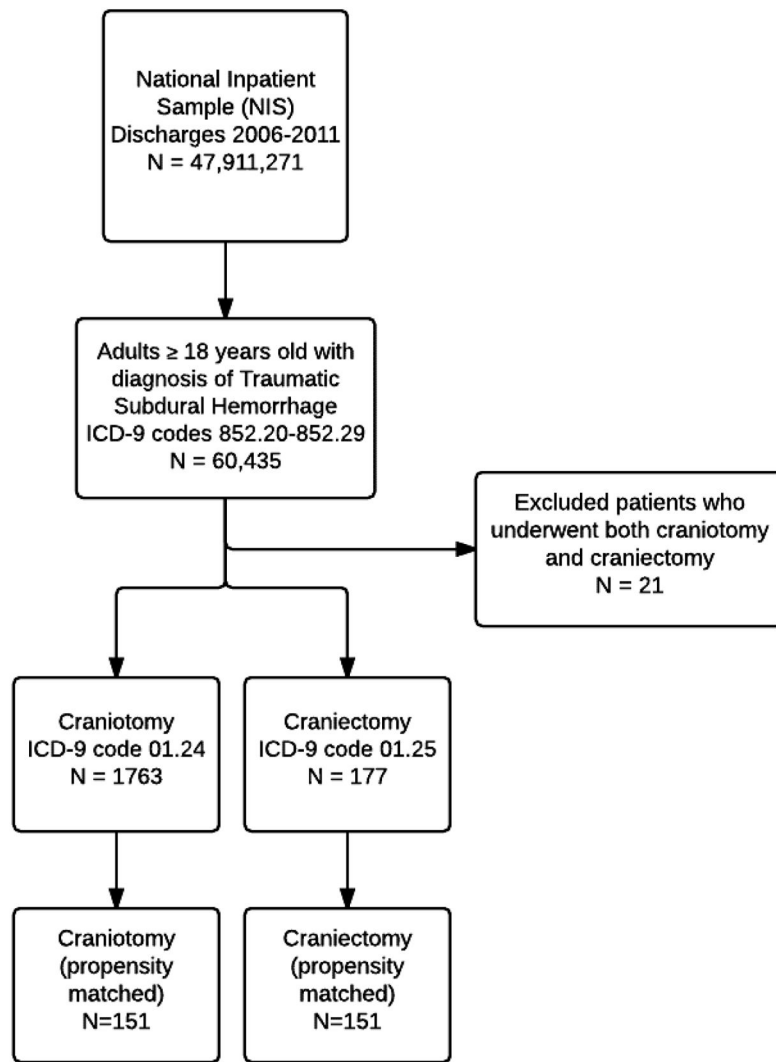 National Inpatient
Sample (NIS)
Discharges 2006-2011
N = 47,911,271
Adults ≥ 18 years old with
diagnosis of Traumatic
Subdural Hemorrhage
ICD-9 codes 852.20-852.29
N = 60,435
Excluded patients who
underwent both craniotomy
and craniectomy
N = 21
Craniotomy
ICD-9 code 01.24
N = 1763
Craniectomy
ICD-9 code 01.25
N = 177
Craniotomy
(propensity
matched)
N=151
Craniectomy
(propensity
matched)
N=151